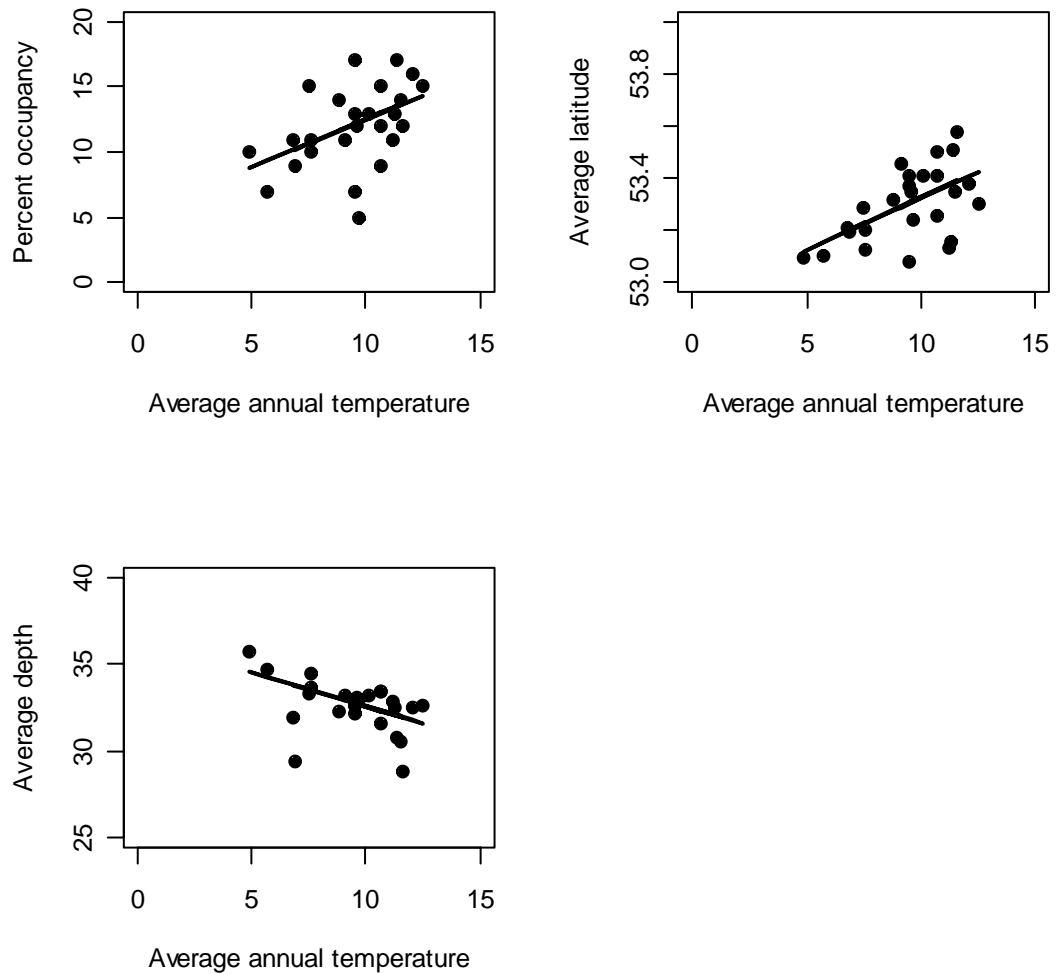 Percent occupancy
20
15
10
5
0
0 5 10 15
Average annual temperature
Average latitude
53.8
53.4
53.0
0 5 10 15
Average annual temperature
Average depth
40
35
30
25
0 5 10 15
Average annual temperature